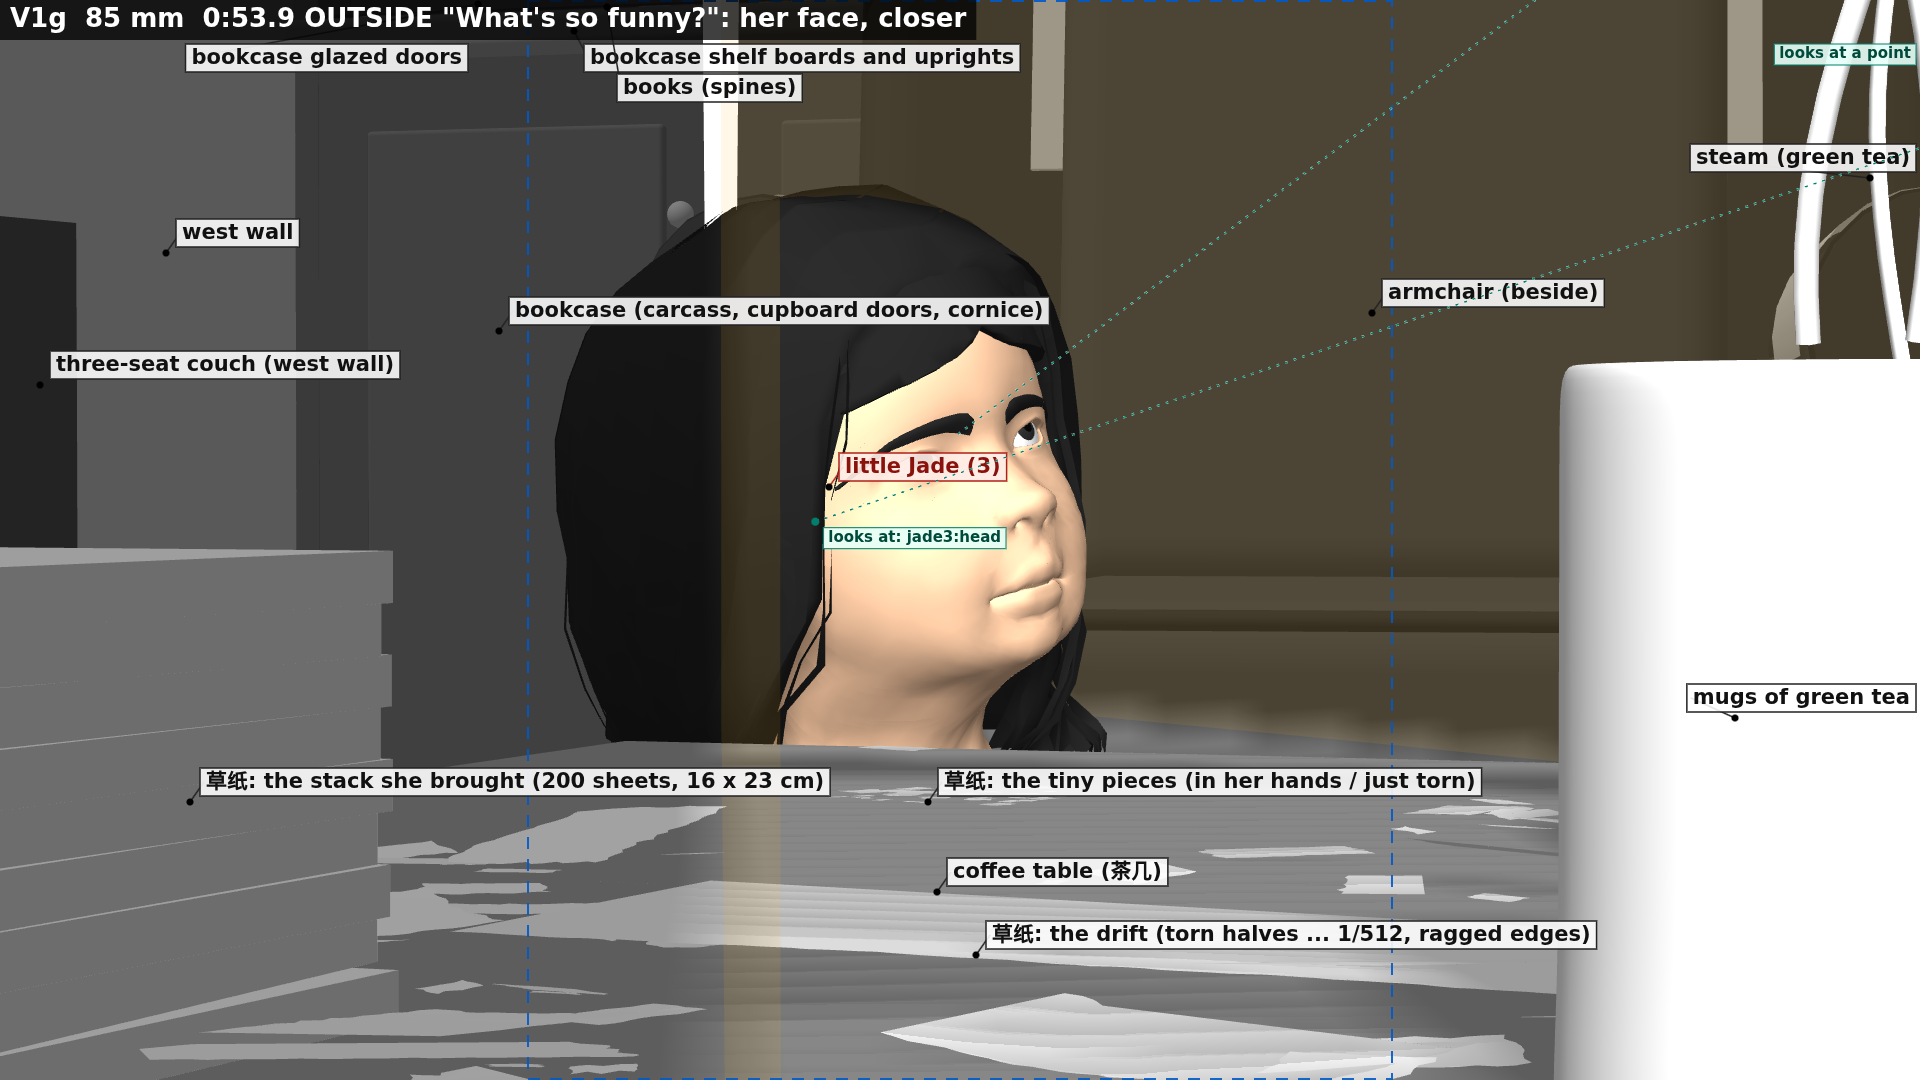 V1g 85 mm 0:53.9 OUTSIDE "What's so funny?": her face, closer
bookcase glazed doors
bookcase shelf boards and uprights
looks at a point
books (spines)
steam (green tea)
west wall
armchair (beside)
bookcase (carcass, cupboard doors, cornice)
three-seat couch (west wall)
little Jade (3)
looks at: jade3:head
mugs of green tea
草纸: the stack she brought (200 sheets, 16 x 23 cm)
草纸: the tiny pieces (in her hands / just torn)
coffee table (茶几)
草纸: the drift (torn halves ... 1/512, ragged edges)